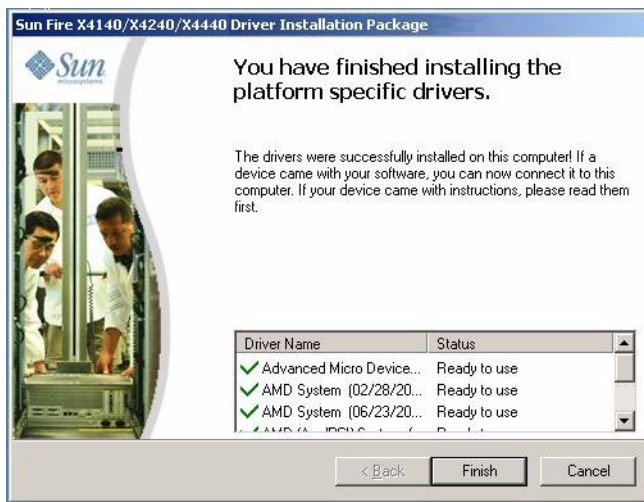 Sun Fire X4140/X4240/X4440 Driver Installation Package
Sun
microsystems
You have finished installing the
platform specific drivers.
The drivers were successfully installed on this computer! If a
device came with your software, you can now connect it to this
computer. If your device came with instructions, please read them
first.
Driver Name Status
Advanced Micro Device... Ready to use
AMD System (02/28/20... Ready to use
AMD System (06/23/20... Ready to use
< Back Finish Cancel